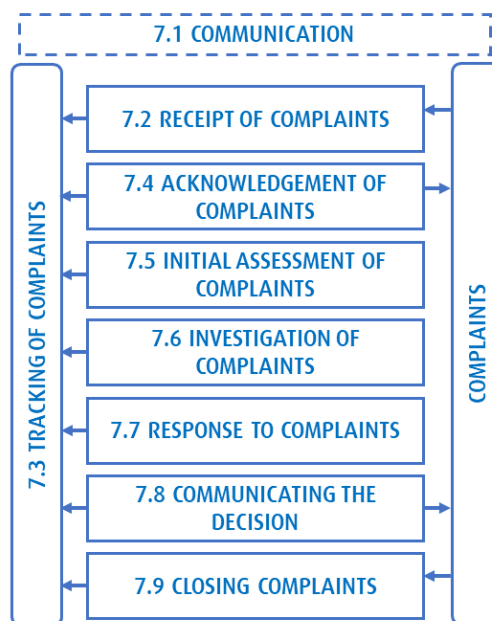 7.1 COMMUNICATION
7.3 TRACKING OF COMPLAINTS
7.2 RECEIPT OF COMPLAINTS
7.4 ACKNOWLEDGEMENT OF
COMPLAINTS
7.5 INITIAL ASSESSMENT OF
COMPLAINTS
7.6 INVESTIGATION OF
COMPLAINTS
7.7 RESPONSE TO COMPLAINTS
7.8 COMMUNICATING THE
DECISION
7.9 CLOSING COMPLAINTS
COMPLAINTS